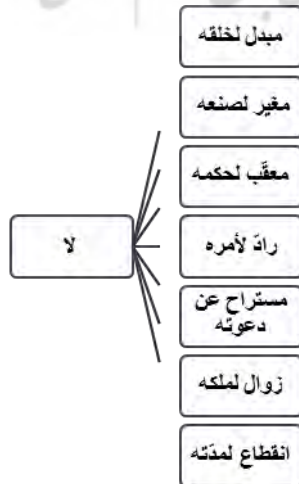 مبدل لخلقه
مغير لصنعه
معقّب لحكمه
لا
رادّ لأمره
مستراح عن
دعوته
زوال لملكه
انقطاع لمدّته